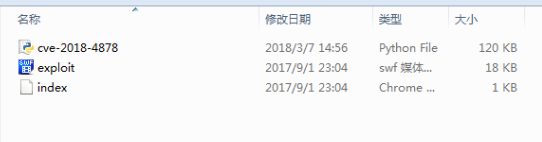 名称 修改日期 类型 大小
cve-2018-4878 2018/3/7 14:56 Python File 120 KB
exploit 2017/9/1 23:04 swf 媒体... 18 KB
index 2017/9/1 23:04 Chrome ... 1 KB